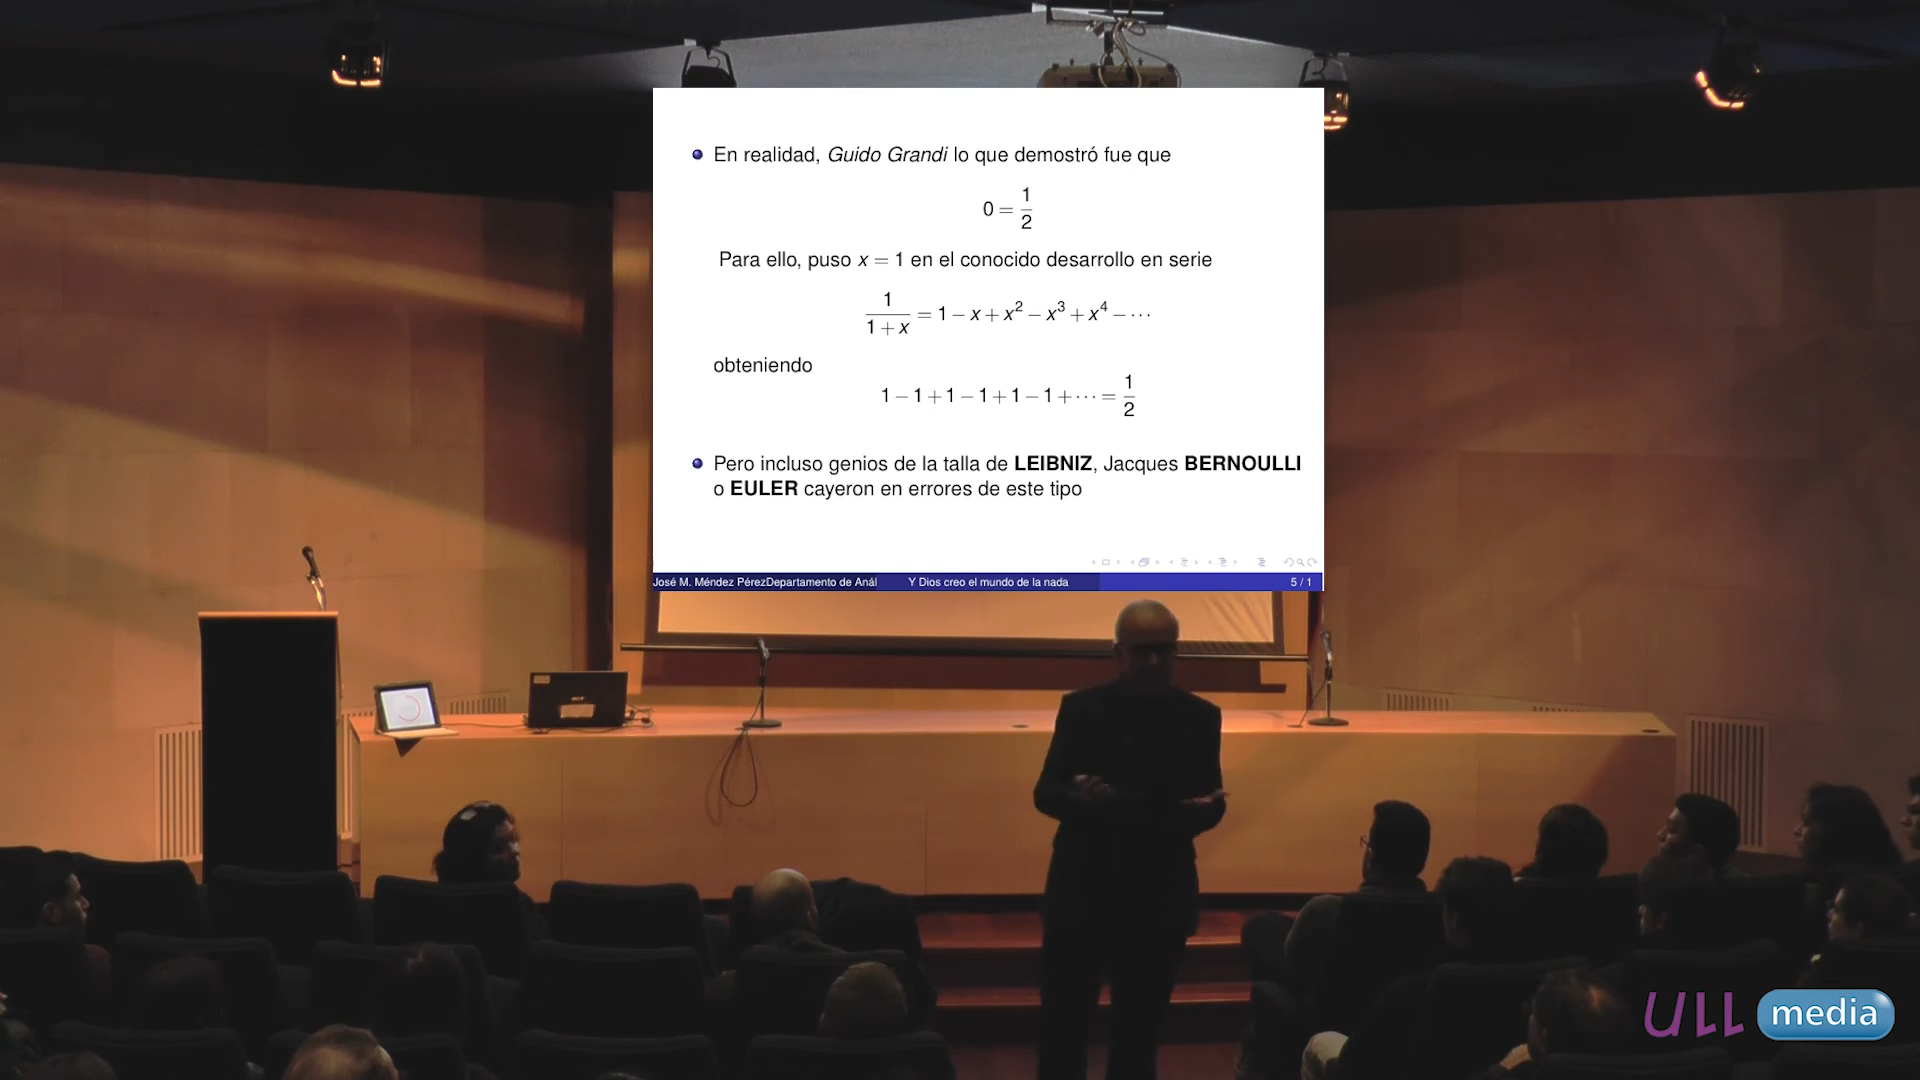 En realidad, Guido Grandi lo que demostró fue que
0 = 1/2
Para ello, puso x = 1 en el conocido desarrollo en serie
1/(1 + x) = 1 − x + x² − x³ + x⁴ − ⋯
obteniendo
1 − 1 + 1 − 1 + 1 − 1 + ⋯ = 1/2
Pero incluso genios de la talla de LEIBNIZ, Jacques BERNOULLI
o EULER cayeron en errores de este tipo
José M. Méndez PérezDepartamento de Anál Y Dios creo el mundo de la nada 5 / 1
acer
ULL media